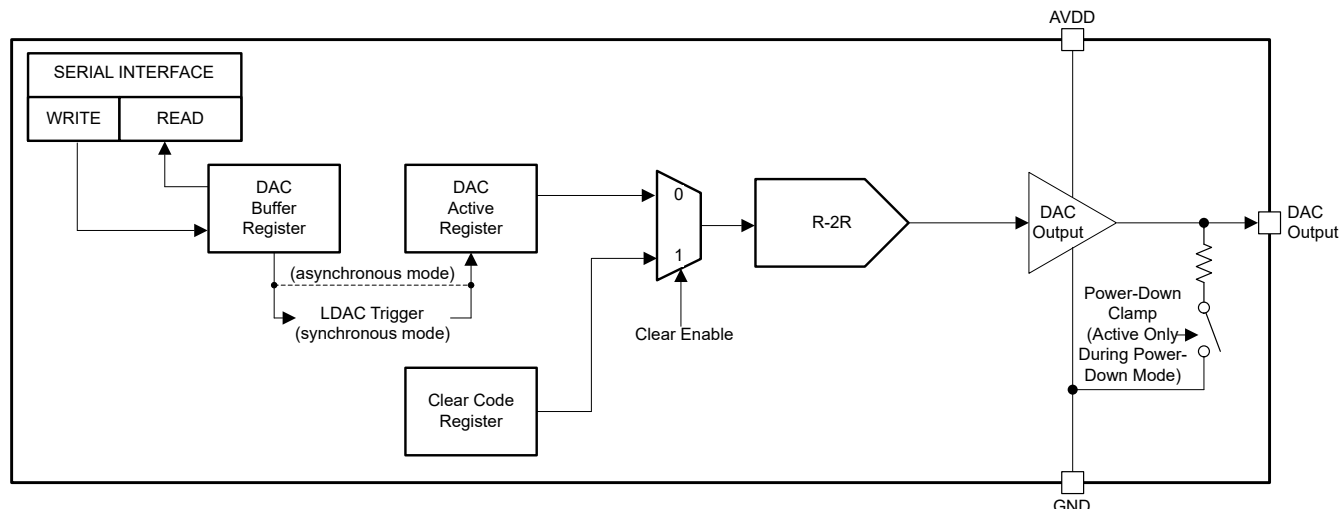 AVDD
SERIAL INTERFACE
WRITE
READ
DAC
Buffer
Register
DAC
Active
Register
0
1
R-2R
DAC
Output
DAC
Output
(asynchronous mode)
LDAC Trigger
(synchronous mode)
Clear Enable
Power-Down
Clamp
(Active Only
During Power-
Down Mode)
Clear Code
Register
GND